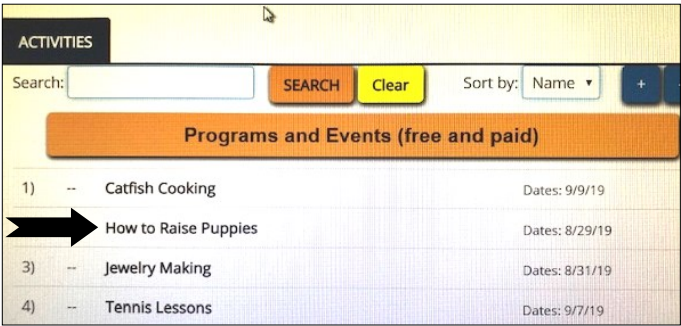 ACTIVITIES
Search: SEARCH Clear Sort by: Name +
Programs and Events (free and paid)
1) -- Catfish Cooking Dates: 9/9/19
How to Raise Puppies Dates: 8/29/19
3) -- Jewelry Making Dates: 8/31/19
4) -- Tennis Lessons Dates: 9/7/19